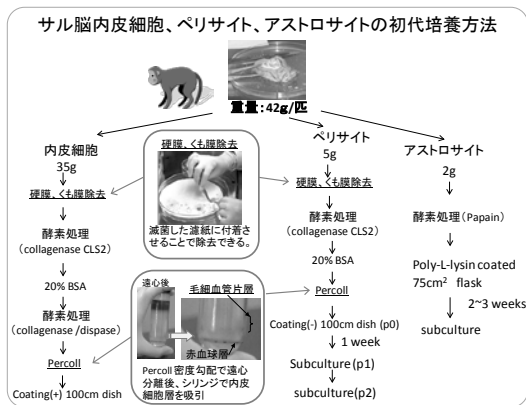 サル脳内皮細胞、ペリサイト、アストロサイトの初代培養方法
重量:42g/匹
内皮細胞
35g
硬膜、くも膜除去
酵素処理
(collagenase CLS2)
20% BSA
酵素処理
(collagenase /dispase)
Percoll
Coating(+) 100cm dish
硬膜、くも膜除去
滅菌した濾紙に付着さ
せることで除去できる。
遠心後
毛細血管片層
赤血球層
Percoll 密度勾配で遠心
分離後、シリンジで内皮
細胞層を吸引
ペリサイト
5g
硬膜、くも膜除去
酵素処理
(collagenase CLS2)
20% BSA
Percoll
Coating(-) 100cm dish (p0)
1 week
Subculture (p1)
subculture(p2)
アストロサイト
2g
酵素処理(Papain)
Poly-L-lysin coated
75cm² flask
2~3 weeks
subculture